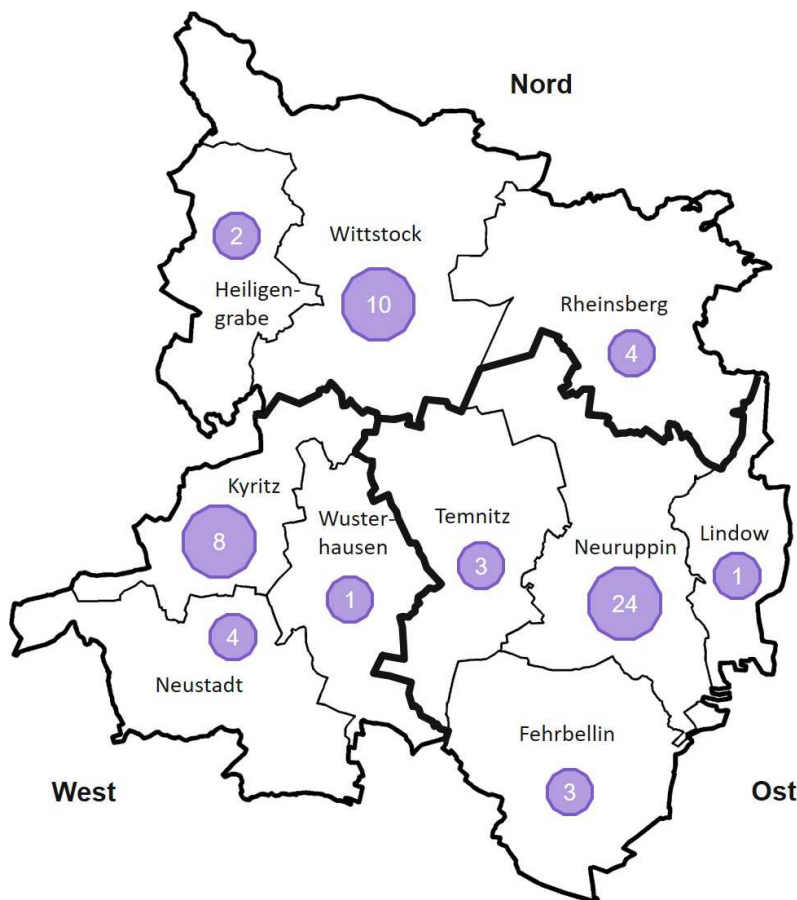 Nord
2
Wittstock
Heiligen-
grabe
10
Rheinsberg
4
Kyritz
8
Wuster-
hausen
1
Temnitz
3
Neuruppin
24
Lindow
1
4
Neustadt
Fehrbellin
3
West
Ost